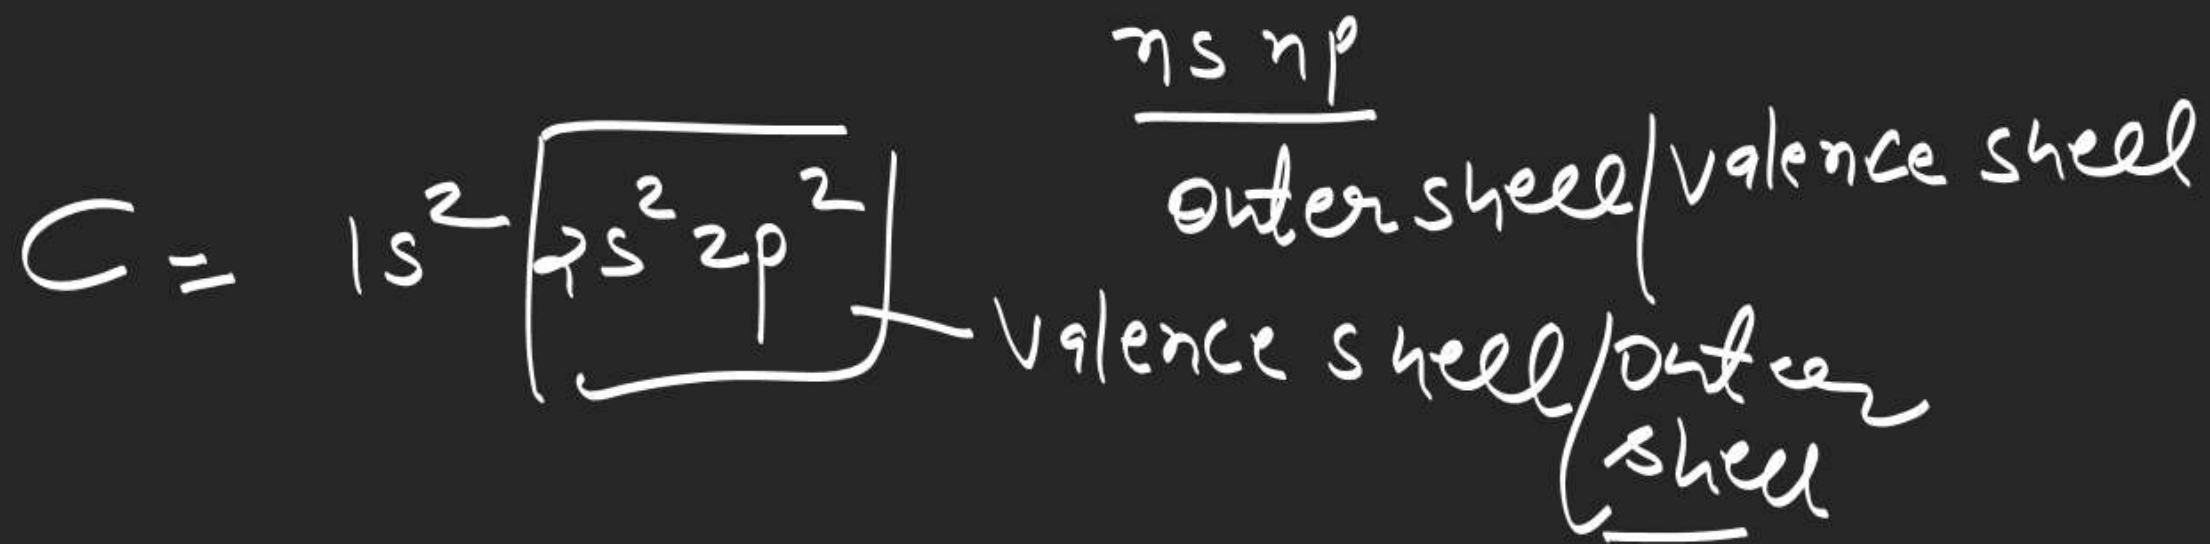 ns np
outer shell/valence shell
C = 1s² 2s² 2p²
valence shell/outer
shell